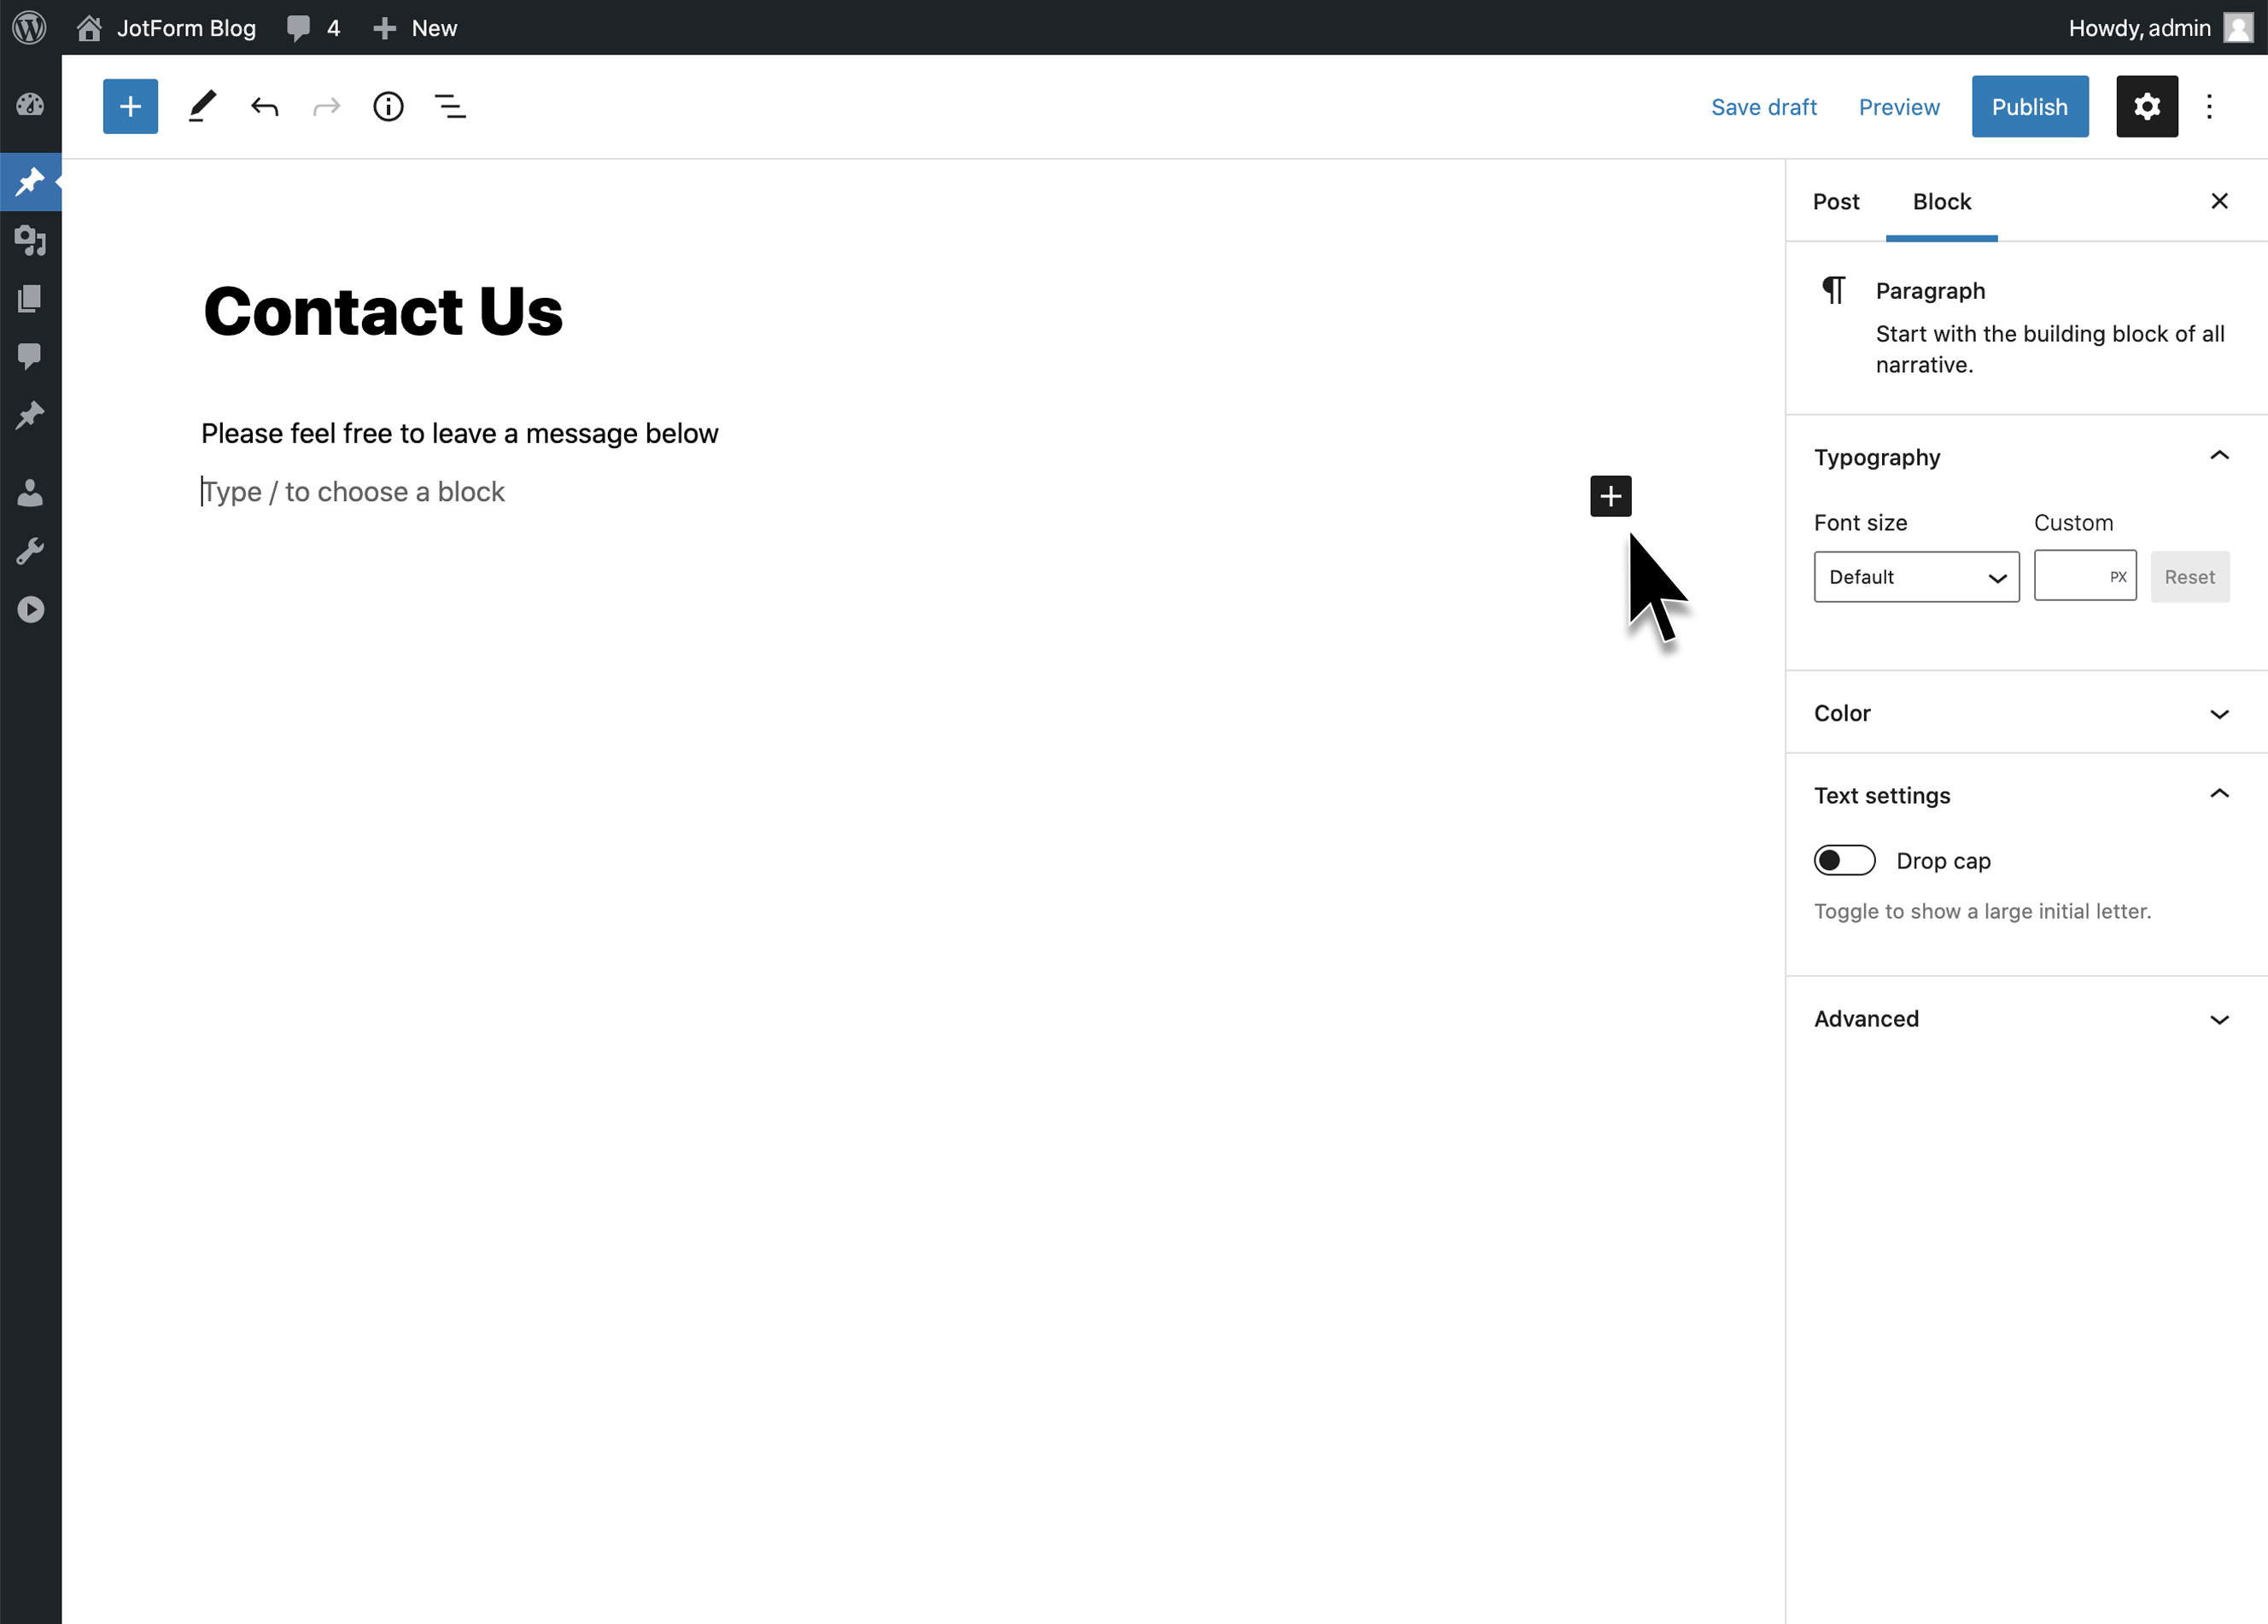 JotForm Blog 4 New Howdy, admin
Save draft Preview Publish
Post Block
Contact Us
Paragraph
Start with the building block of all
narrative.
Please feel free to leave a message below
Type / to choose a block
Typography
Font size Custom
Default PX Reset
Color
Text settings
Drop cap
Toggle to show a large initial letter.
Advanced